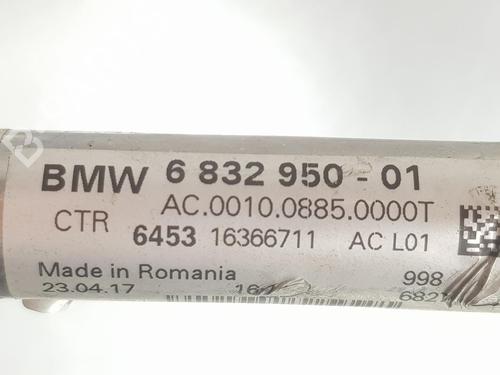 BMW 6 832 950 - 01
AC.0010.0885.0000T
CTR 6453 16366711 AC L01
Made in Romania 998
23.04.17